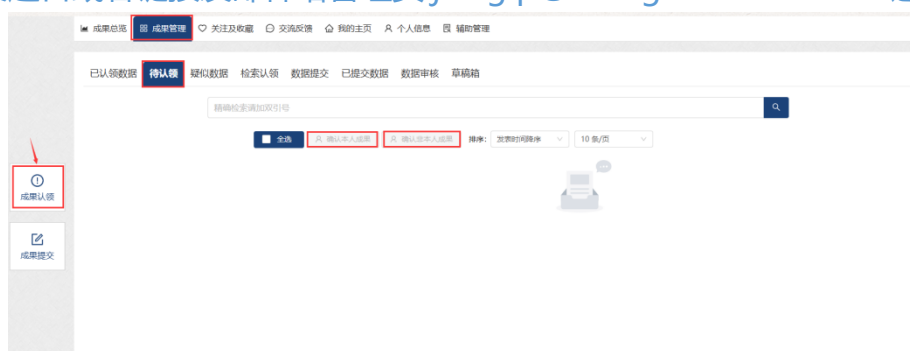 成果总览 成果管理 关注及收藏 交流反馈 我的主页 个人信息 辅助管理
已认领数据 待认领 疑似数据 检索认领 数据提交 已提交数据 数据审核 草稿箱
精确检索请加双引号
全选 确认本人成果 确认非本人成果 排序: 发表时间降序 10 条/页
成果认领
成果提交